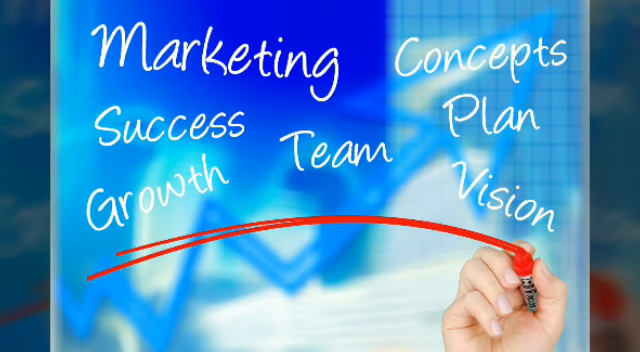 Marketing
Concepts
Success
Team
Plan
Growth
Vision